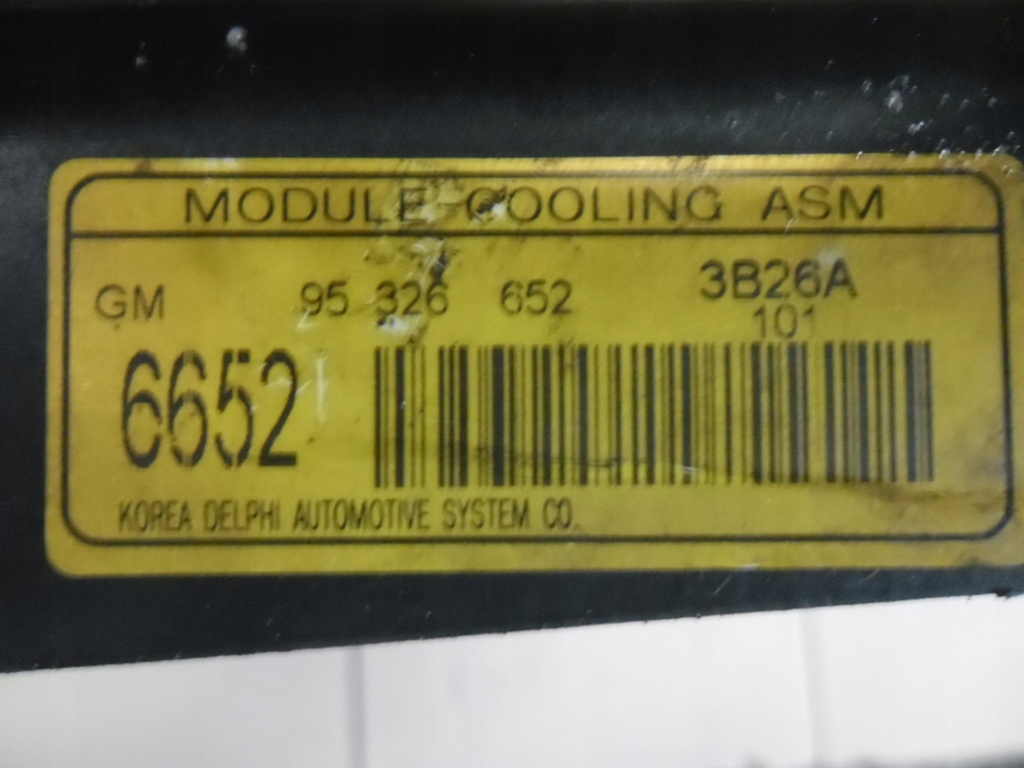 MODULE-COOLING ASM
GM 95 326 652 3B26A
101
6652
KOREA DELPHI AUTOMOTIVE SYSTEM CO.